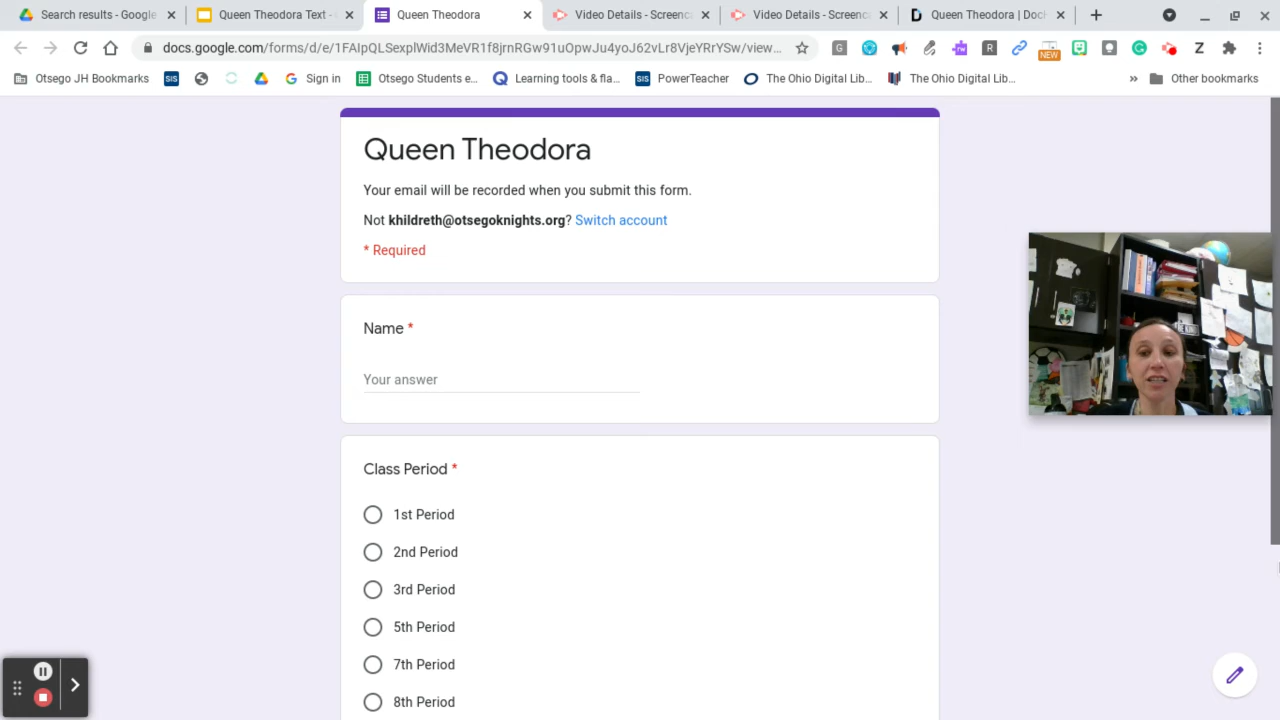 Search results - Google
Queen Theodora Text -
Queen Theodora
Video Details - Screenc
Video Details - Screenc
Queen Theodora | DocH
docs.google.com/forms/d/e/1FAIpQLSexplWid3MeVR1f8jrnRGw91uOpwJu4yoJ62vLr8VjeYRrYSw/view...
NEW
Otsego JH Bookmarks
SIS
Sign in
Otsego Students e...
Learning tools & fla...
SIS
PowerTeacher
The Ohio Digital Lib...
The Ohio Digital Lib...
»
Other bookmarks
Queen Theodora
Your email will be recorded when you submit this form.
Not khildreth@otsegoknights.org? Switch account
* Required
Name *
Your answer
Class Period *
1st Period
2nd Period
3rd Period
5th Period
7th Period
8th Period